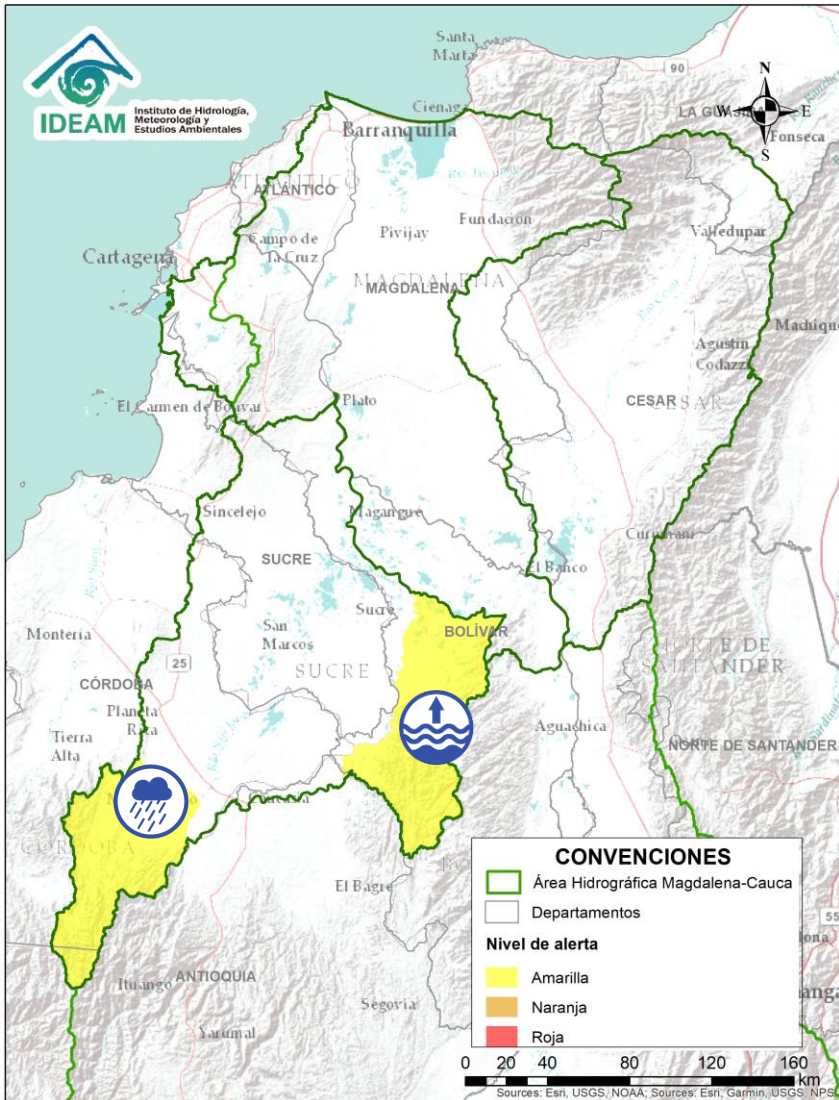 IDEAM
Instituto de Hidrología,
Meteorología y
Estudios Ambientales
Santa
Marta
90
N
W
E
S
Ciénaga
Barranquilla
Fonseca
ATLÁNTICO
ATLÁNTICO
Fundación
Pivijay
Valledupar
Campo de
la Cruz
Cartagena
MAGDALENA
MAGDALENA
Machique
Agustín
Codazzi
El Carmen de Bolívar
Plato
CESAR
CESAR
Sincelejo
Magangué
Curumaní
SUCRE
El Banco
Sucre
Montería
San
Marcos
BOLÍVAR
NORTE DE
SANTANDER
25
SUCRE
CÓRDOBA
Planeta
Rica
Aguachica
Tierra
Alta
NORTE DE SANTANDER
CÓRDOBA
El Bagre
Ituango
ANTIOQUIA
Segovia
Yarumal
CONVENCIONES
Área Hidrográfica Magdalena-Cauca
Departamentos
Nivel de alerta
Amarilla
Naranja
Roja
55
0 20 40 80 120 160
km
Sources: Esri, USGS, NOAA; Sources: Esri, Garmin, USGS, NPS